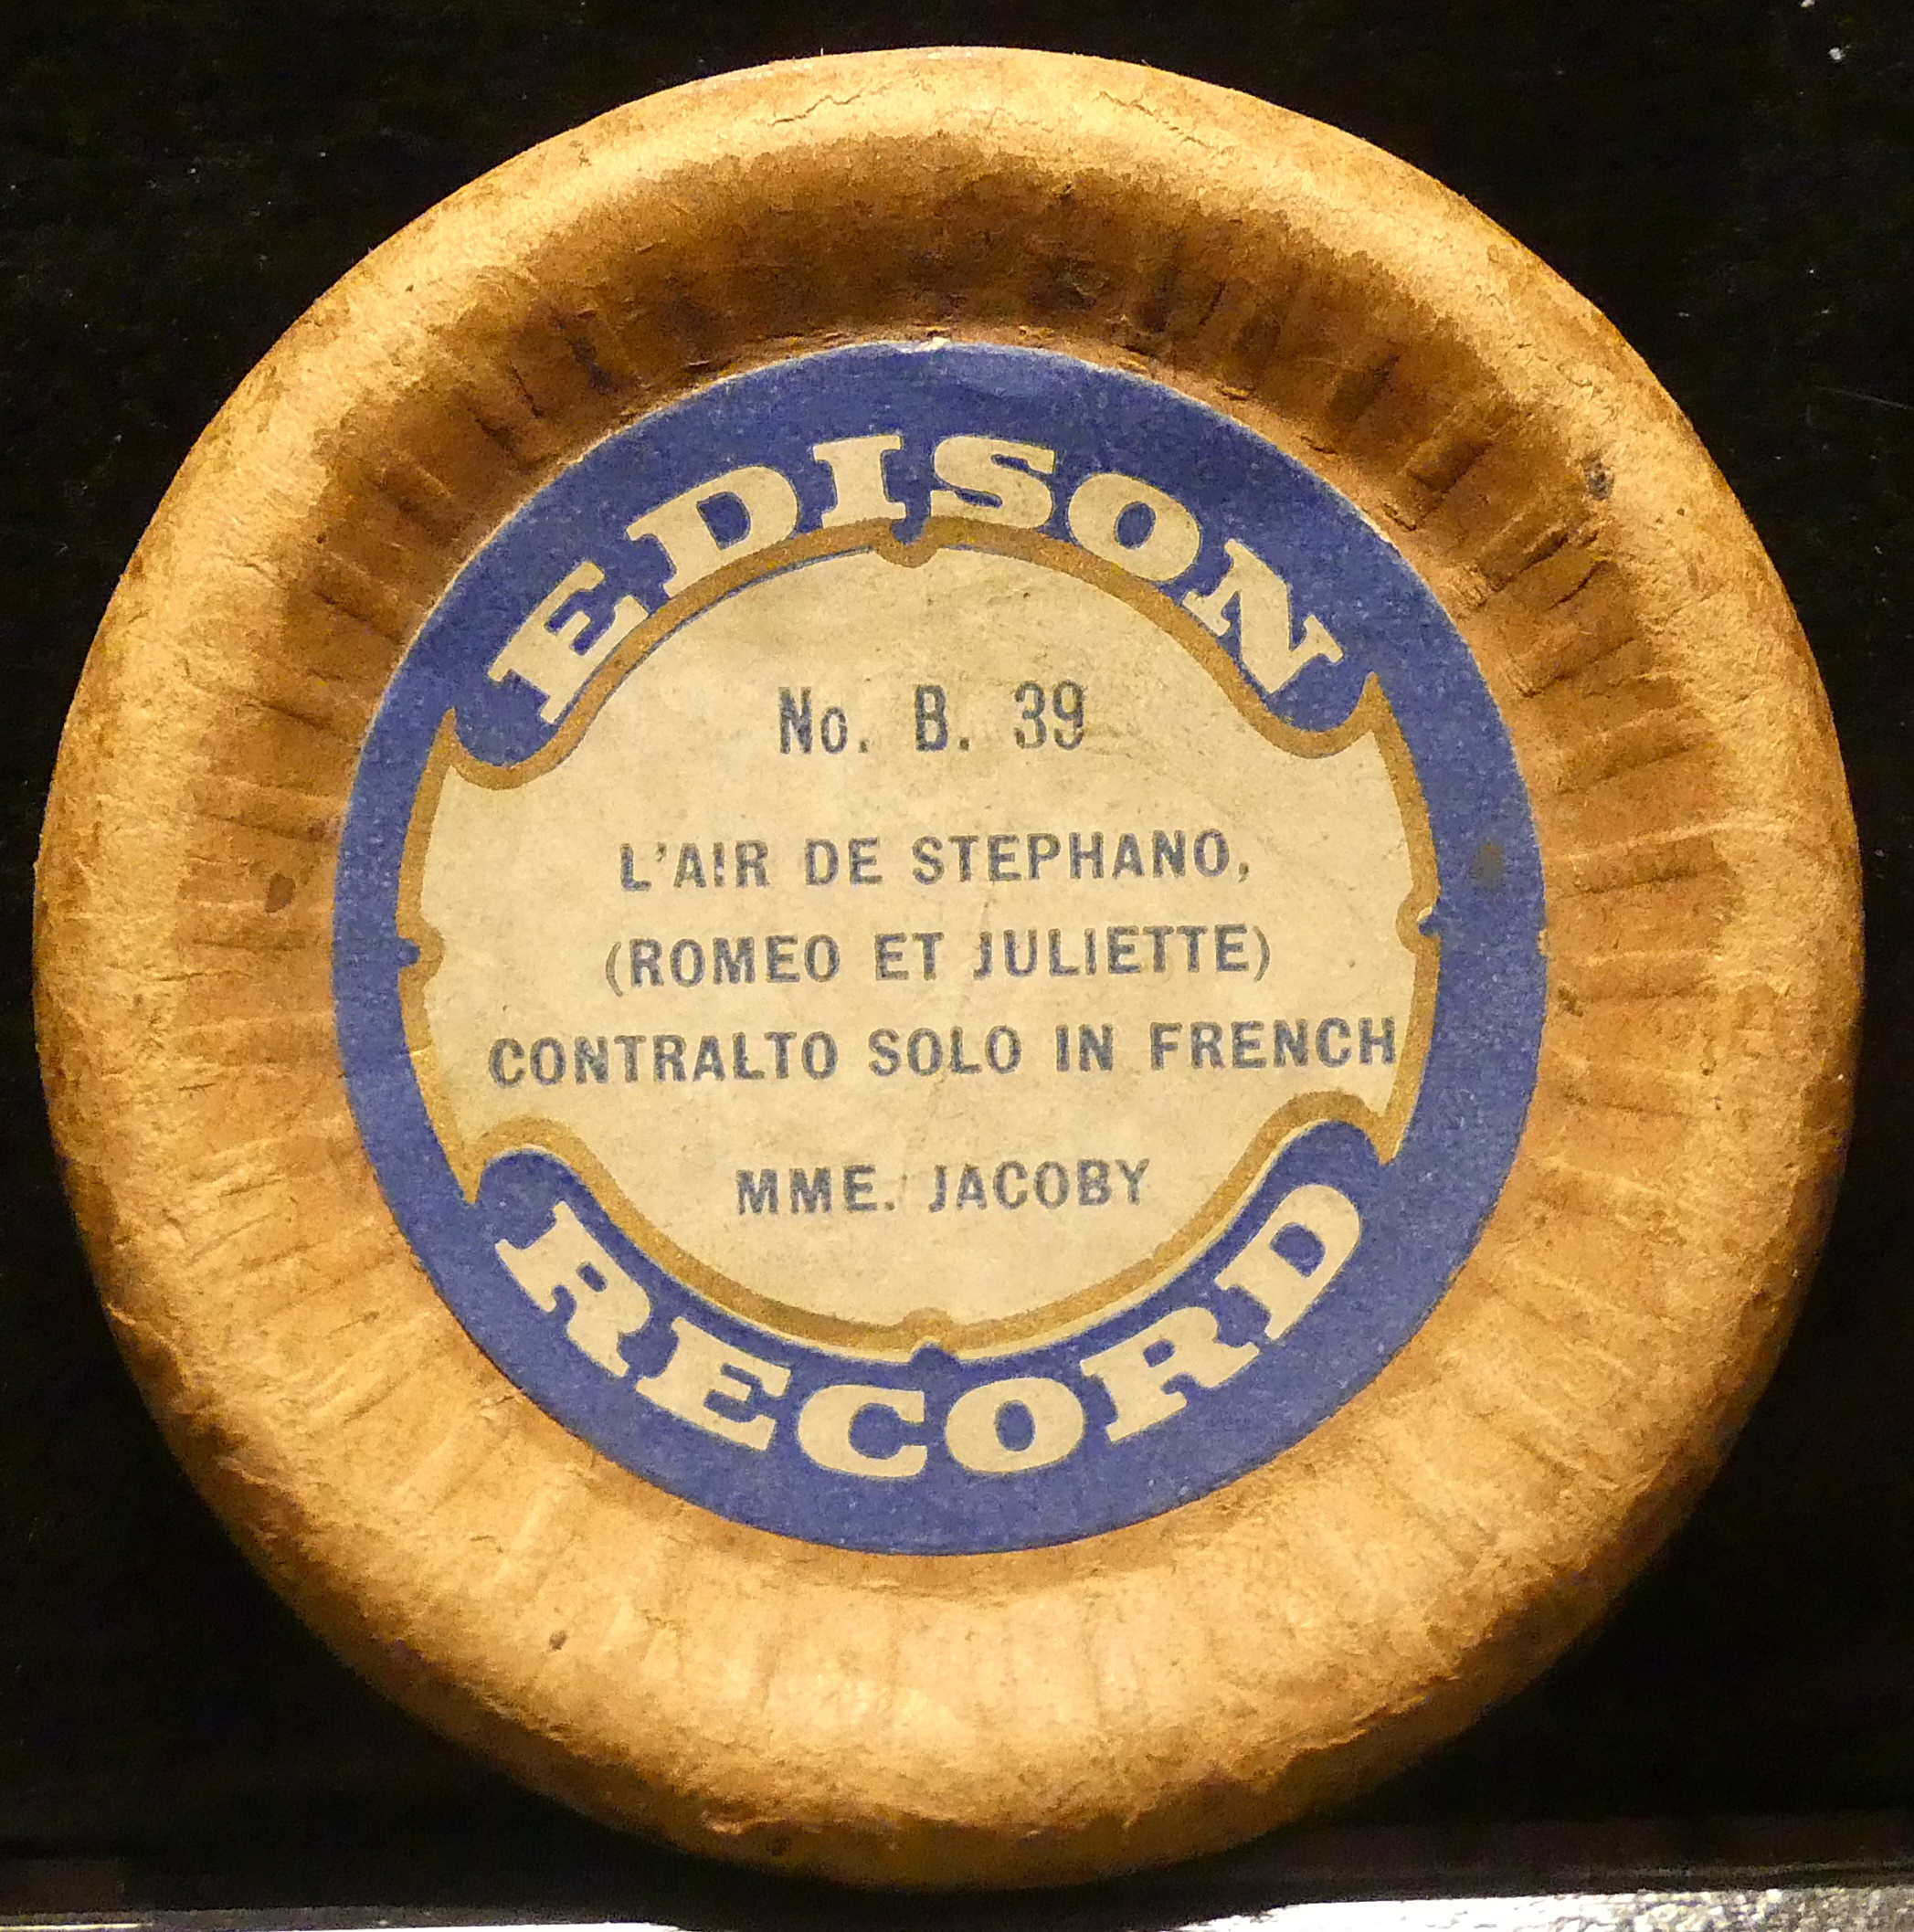 EDISON
No. B. 39
L'AIR DE STEPHANO,
(ROMEO ET JULIETTE)
CONTRALTO SOLO IN FRENCH
MME. JACOBY
RECORD